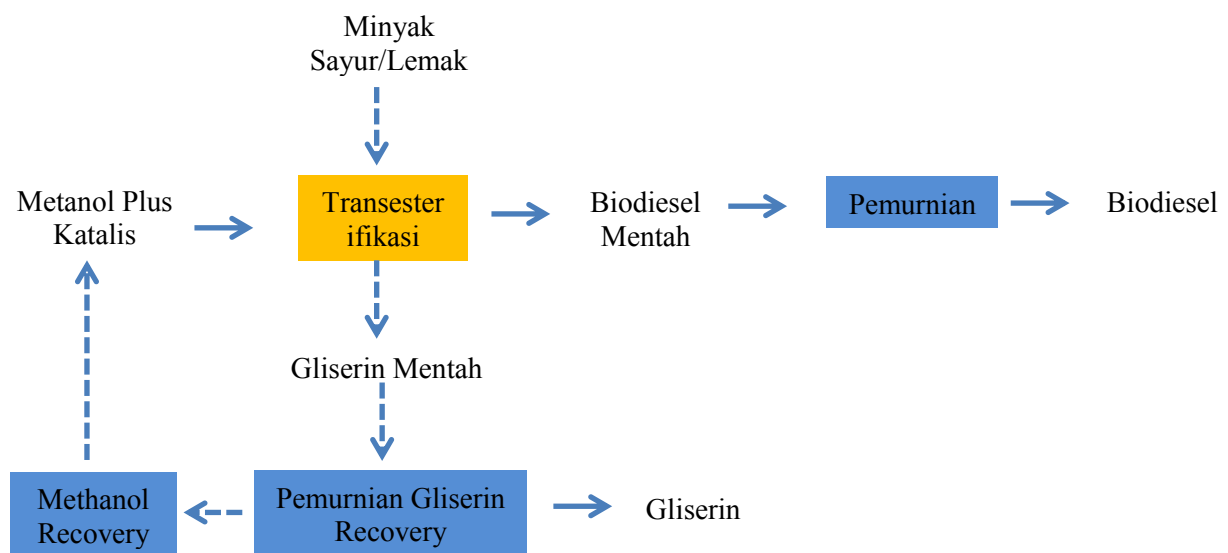 Minyak
Sayur/Lemak
Metanol Plus
Katalis
Transester
ifikasi
Biodiesel
Mentah
Pemurnian
Biodiesel
Gliserin Mentah
Methanol
Recovery
Pemurnian Gliserin
Recovery
Gliserin